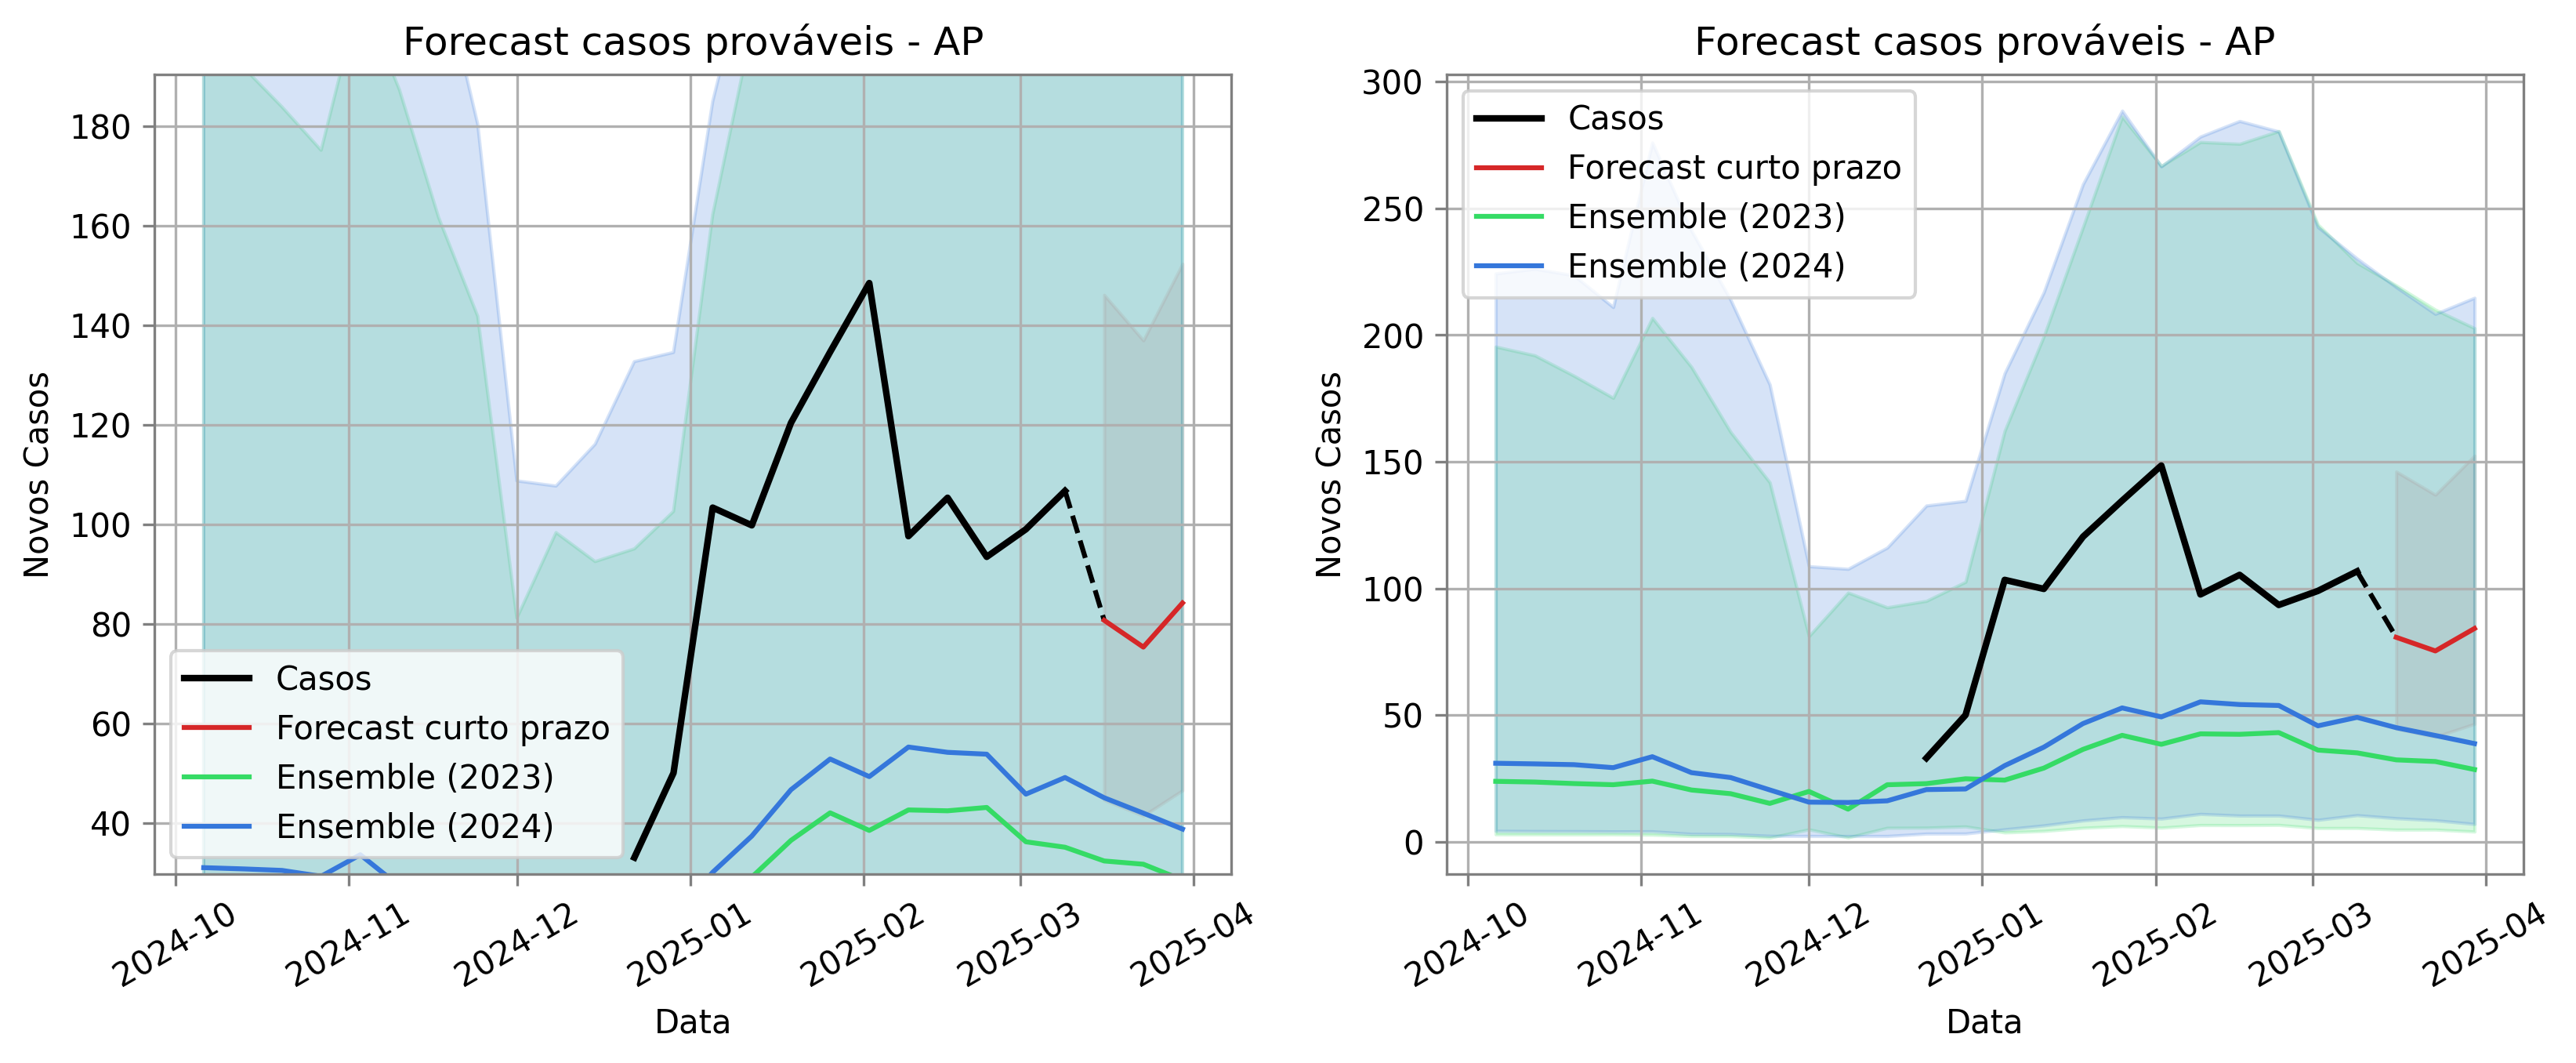 Forecast casos prováveis - AP
Novos Casos
180
160
140
120
100
80
60
40
Casos
Forecast curto prazo
Ensemble (2023)
Ensemble (2024)
2024-10
2024-11
2024-12
2025-01
2025-02
2025-03
2025-04
Data
Forecast casos prováveis - AP
Novos Casos
300
250
200
150
100
50
0
Casos
Forecast curto prazo
Ensemble (2023)
Ensemble (2024)
2024-10
2024-11
2024-12
2025-01
2025-02
2025-03
2025-04
Data